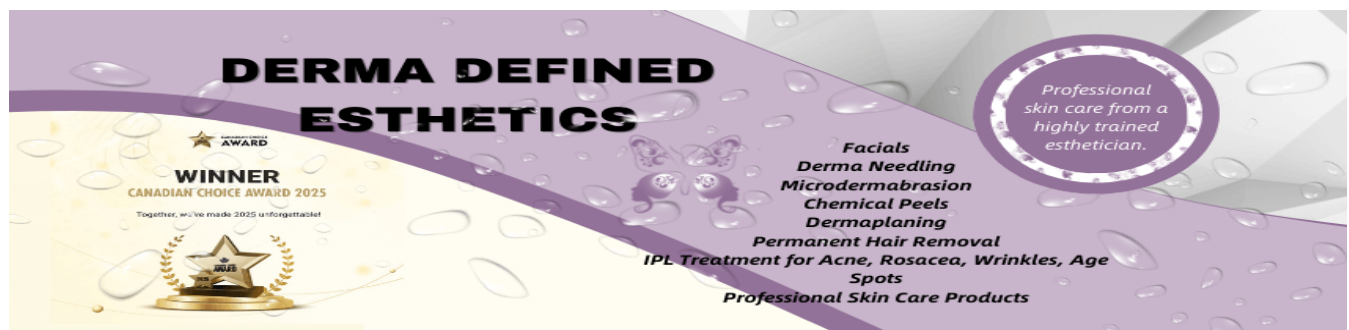 DERMA DEFINED
ESTHETICS
CANADIAN CHOICE
AWARD
WINNER
CANADIAN CHOICE AWARD 2025
Together, we've made 2025 unforgettable!
AWARD
Facials
Derma Needling
Microdermabrasion
Chemical Peels
Dermaplaning
Permanent Hair Removal
IPL Treatment for Acne, Rosacea, Wrinkles, Age
Spots
Professional Skin Care Products
Professional
skin care from a
highly trained
esthetician.